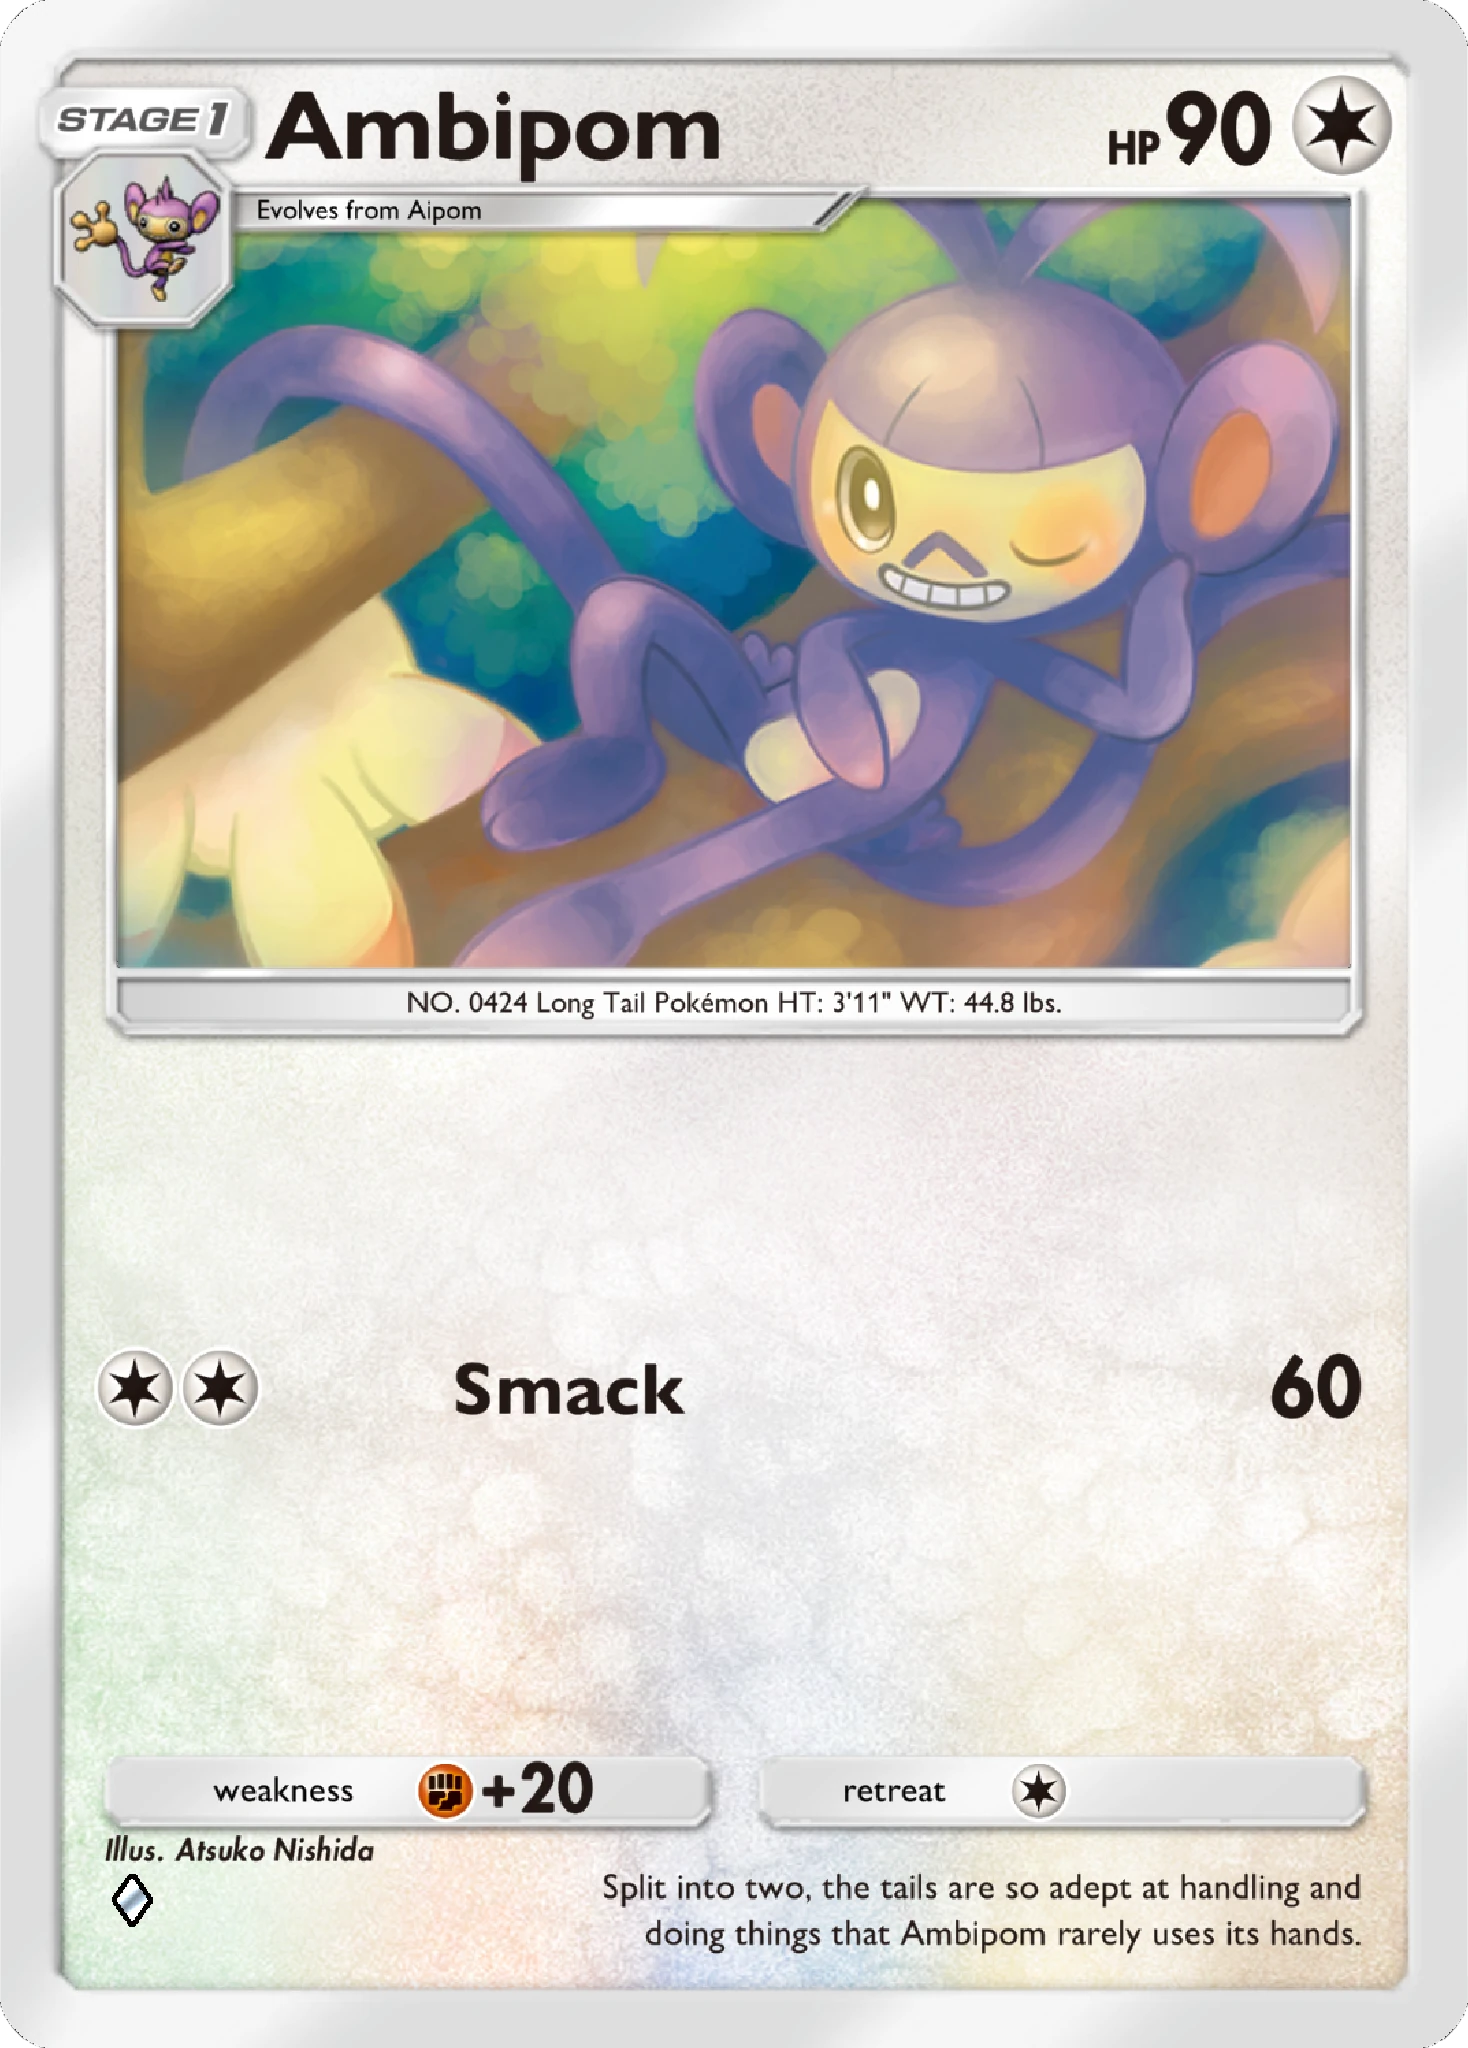 STAGE 1
Ambipom
HP 90
Evolves from Aipom
NO. 0424 Long Tail Pokémon HT: 3'11" WT: 44.8 lbs.
Smack 60
weakness +20
retreat
Illus. Atsuko Nishida
Split into two, the tails are so adept at handling and
doing things that Ambipom rarely uses its hands.